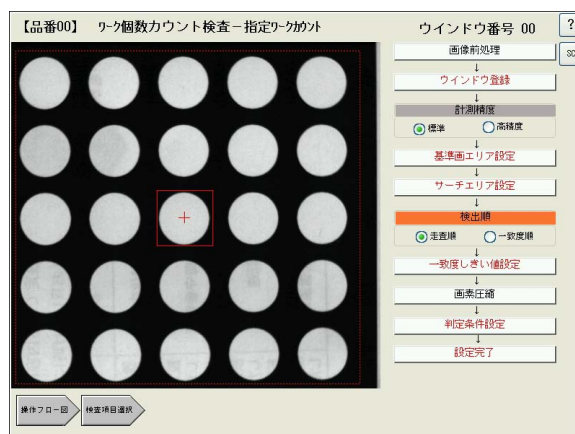 【品番00】 ワーク個数カウント検査－指定ワークカウント
ウインドウ番号 00
?
画像前処理
SC
↓
ウインドウ登録
↓
計測精度
標準 高精度
↓
基準画エリア設定
↓
サーチエリア設定
↓
検出順
走査順 一致度順
↓
一致度しきい値設定
↓
画素圧縮
↓
判定条件設定
↓
設定完了
操作フロー図 検査項目選択